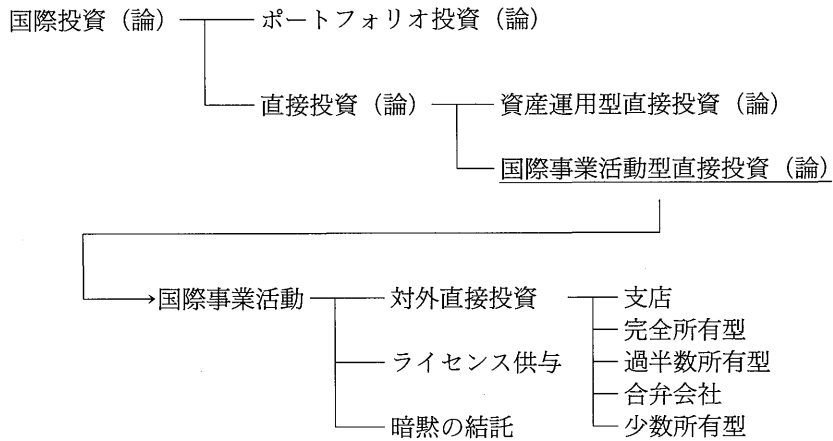 国際投資（論） ポートフォリオ投資（論）
直接投資（論） 資産運用型直接投資（論）
国際事業活動型直接投資（論）
国際事業活動 対外直接投資 支店
完全所有型
ライセンス供与 過半数所有型
合弁会社
暗黙の結託 少数所有型